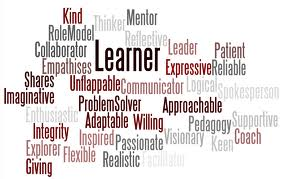 Kind Thinker Mentor
RoleModel Reflective
Collaborator Learner Leader Patient
Empathises Expressive Reliable
Shares Unflappable Communicator Logical Spokesperson
Imaginative ProblemSolver Approachable
Enthusiastic Adaptable Willing Pedagogy Supportive
Integrity Inspired Passionate Visionary Keen Coach
Explorer Flexible Realistic Facilitator
Giving